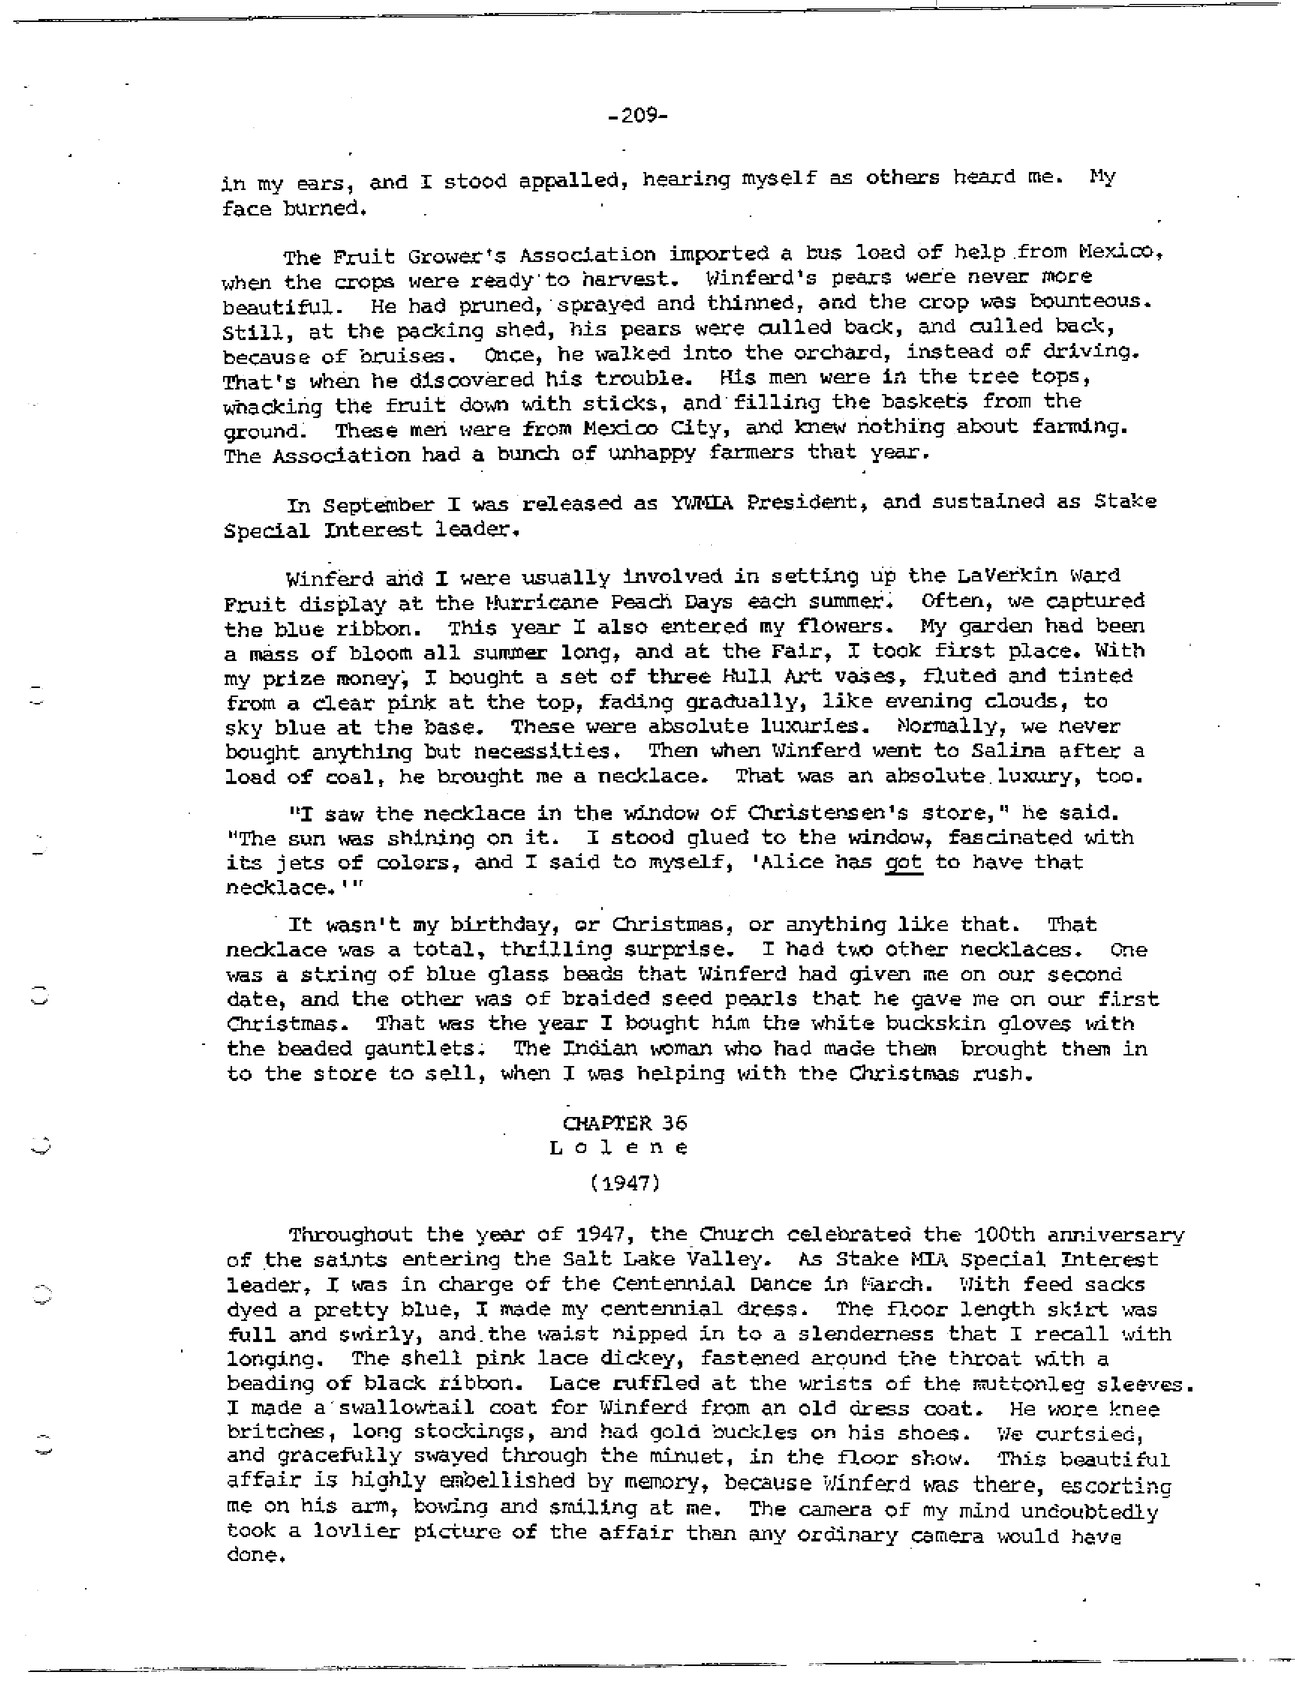 -209-
in my ears, and I stood appalled, hearing myself as others heard me. My
face burned.
The Fruit Grower's Association imported a bus load of help from Mexico,
when the crops were ready to harvest. Winferd's pears were never more
beautiful. He had pruned, sprayed and thinned, and the crop was bounteous.
Still, at the packing shed, his pears were culled back, and culled back,
because of bruises. Once, he walked into the orchard, instead of driving.
That's when he discovered his trouble. His men were in the tree tops,
whacking the fruit down with sticks, and filling the baskets from the
ground. These men were from Mexico City, and knew nothing about farming.
The Association had a bunch of unhappy farmers that year.
In September I was released as YWMIA President, and sustained as Stake
Special Interest leader.
Winferd and I were usually involved in setting up the LaVerkin Ward
Fruit display at the Hurricane Peach Days each summer. Often, we captured
the blue ribbon. This year I also entered my flowers. My garden had been
a mass of bloom all summer long, and at the Fair, I took first place. With
my prize money, I bought a set of three Hull Art vases, fluted and tinted
from a clear pink at the top, fading gradually, like evening clouds, to
sky blue at the base. These were absolute luxuries. Normally, we never
bought anything but necessities. Then when Winferd went to Salina after a
load of coal, he brought me a necklace. That was an absolute luxury, too.
"I saw the necklace in the window of Christensen's store," he said.
"The sun was shining on it. I stood glued to the window, fascinated with
its jets of colors, and I said to myself, 'Alice has got to have that
necklace.'"
It wasn't my birthday, or Christmas, or anything like that. That
necklace was a total, thrilling surprise. I had two other necklaces. One
was a string of blue glass beads that Winferd had given me on our second
date, and the other was of braided seed pearls that he gave me on our first
Christmas. That was the year I bought him the white buckskin gloves with
the beaded gauntlets. The Indian woman who had made them brought them in
to the store to sell, when I was helping with the Christmas rush.
CHAPTER 36
L o l e n e
(1947)
Throughout the year of 1947, the Church celebrated the 100th anniversary
of the saints entering the Salt Lake Valley. As Stake MIA Special Interest
leader, I was in charge of the Centennial Dance in March. With feed sacks
dyed a pretty blue, I made my centennial dress. The floor length skirt was
full and swirly, and the waist nipped in to a slenderness that I recall with
longing. The shell pink lace dickey, fastened around the throat with a
beading of black ribbon. Lace ruffled at the wrists of the muttonleg sleeves.
I made a swallowtail coat for Winferd from an old dress coat. He wore knee
britches, long stockings, and had gold buckles on his shoes. We curtsied,
and gracefully swayed through the minuet, in the floor show. This beautiful
affair is highly embellished by memory, because Winferd was there, escorting
me on his arm, bowing and smiling at me. The camera of my mind undoubtedly
took a lovlier picture of the affair than any ordinary camera would have
done.